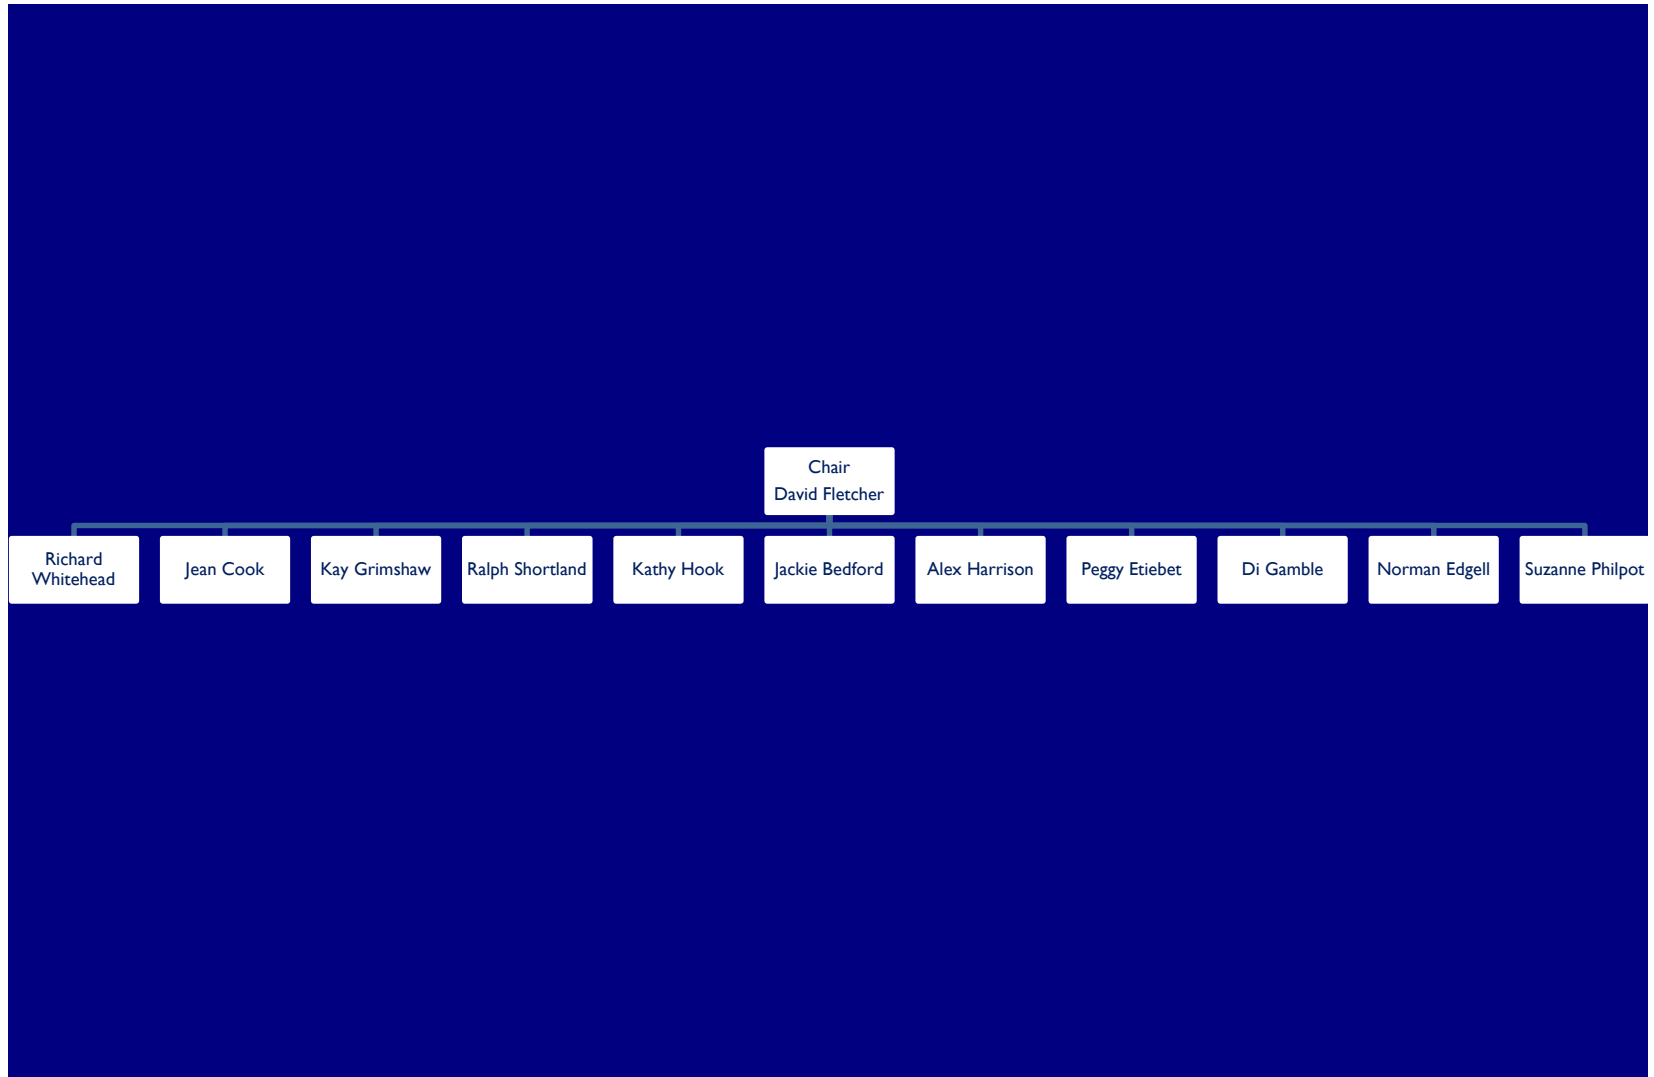 Chair
David Fletcher
Richard
Whitehead
Jean Cook
Kay Grimshaw
Ralph Shortland
Kathy Hook
Jackie Bedford
Alex Harrison
Peggy Etiebet
Di Gamble
Norman Edgell
Suzanne Philpot